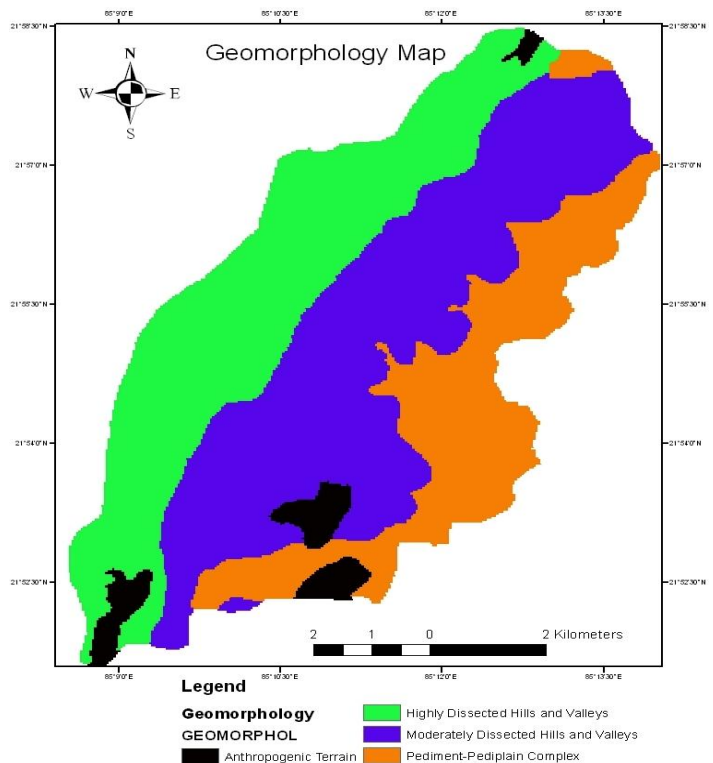 85°9'0"E 85°10'30"E 85°12'0"E 85°13'30"E
21°58'30"N 21°58'30"N
Geomorphology Map
N
W E
S
21°57'0"N 21°57'0"N
21°55'30"N 21°55'30"N
21°54'0"N 21°54'0"N
21°52'30"N 21°52'30"N
2 1 0 2 Kilometers
85°9'0"E 85°10'30"E 85°12'0"E 85°13'30"E
Legend
Geomorphology
GEOMORPHOL
Anthropogenic Terrain
Highly Dissected Hills and Valleys
Moderately Dissected Hills and Valleys
Pediment-Pediplain Complex